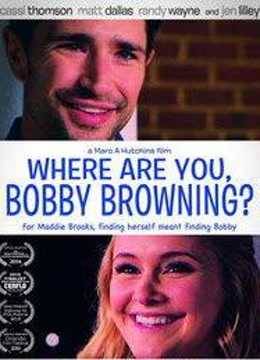 cassi thomson matt dallas randy wayne and jen lilley
a Marc A Hutchins film
WHERE ARE YOU,
BOBBY BROWNING?
for Maddie Brooks, finding herself meant finding Bobby